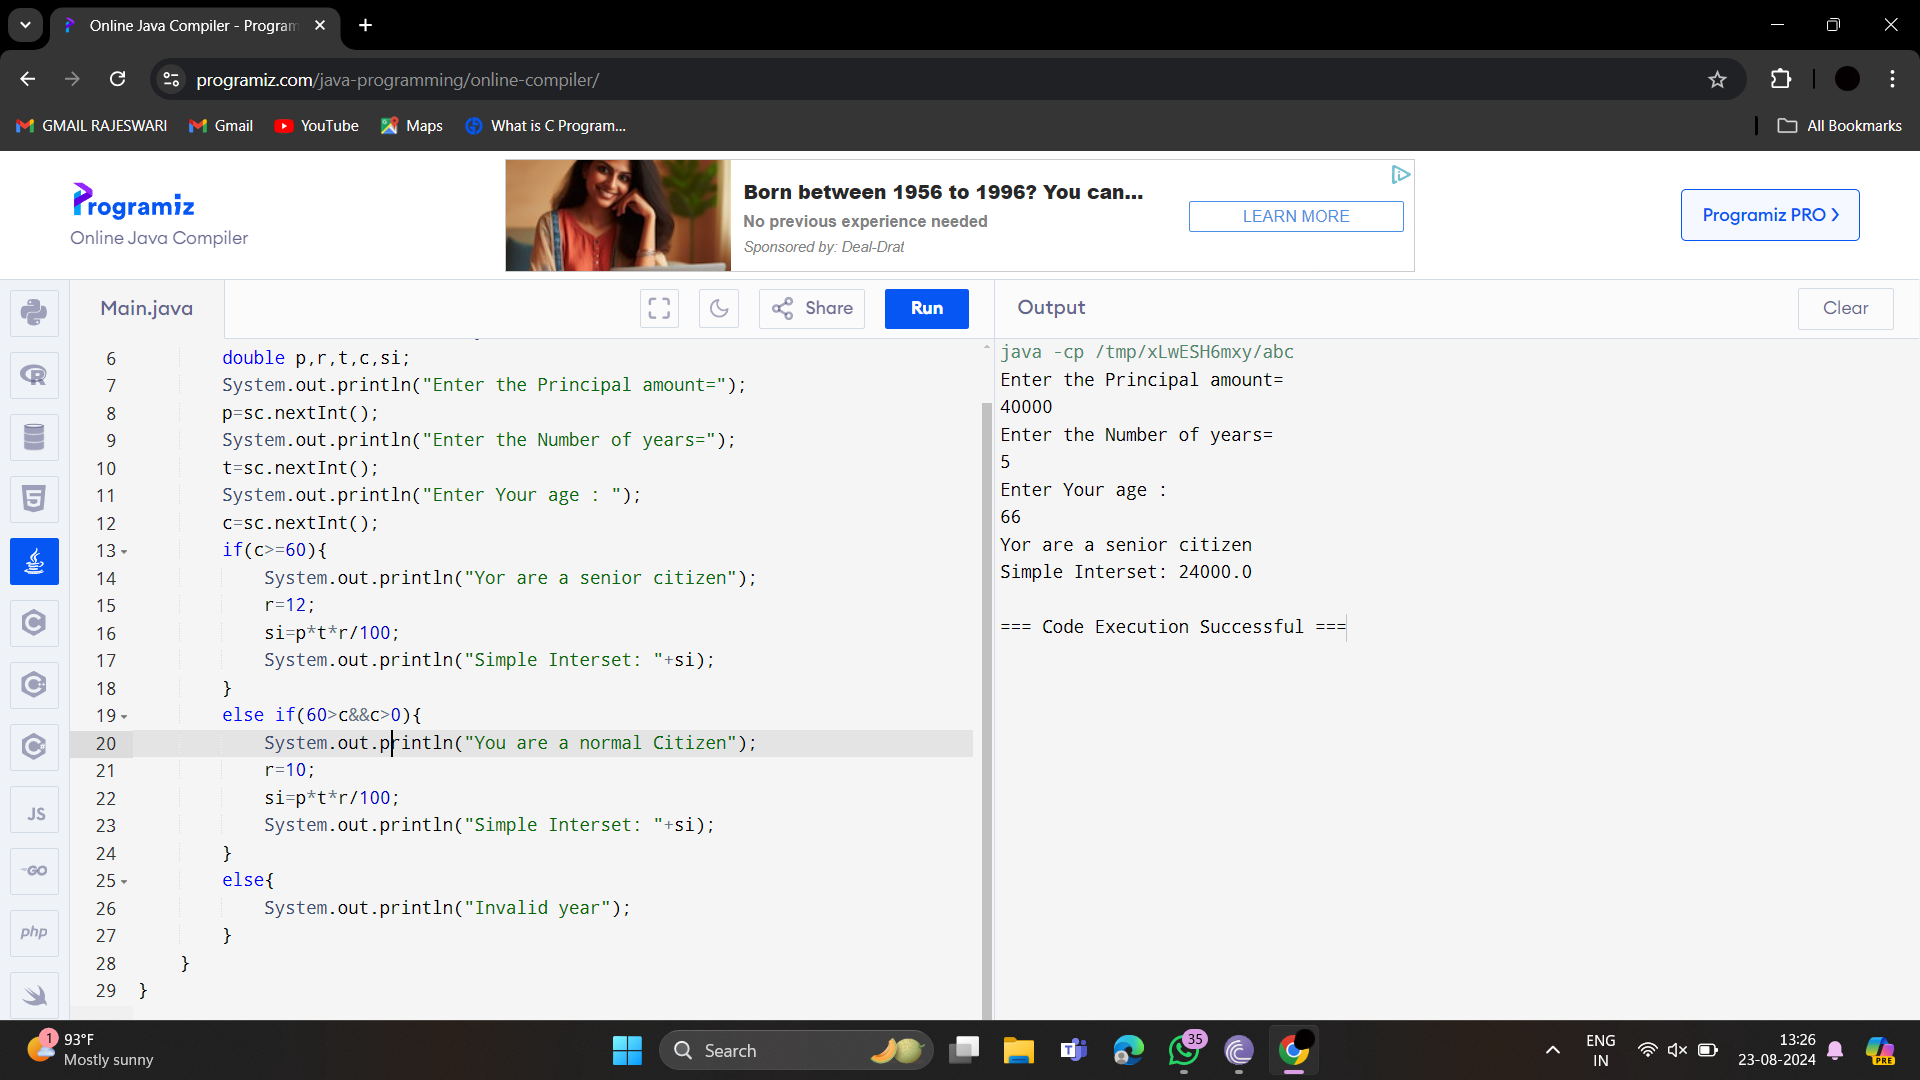 Online Java Compiler - Program
programiz.com/java-programming/online-compiler/
GMAIL RAJESWARI Gmail YouTube Maps What is C Program... All Bookmarks
Programiz
Online Java Compiler
Born between 1956 to 1996? You can...
No previous experience needed
Sponsored by: Deal-Drat
LEARN MORE
Programiz PRO >
Main.java
Share
Run
Output
Clear
6 double p,r,t,c,si;
7 System.out.println("Enter the Principal amount=");
8 p=sc.nextInt();
9 System.out.println("Enter the Number of years=");
10 t=sc.nextInt();
11 System.out.println("Enter Your age : ");
12 c=sc.nextInt();
13 if(c>=60){
14 System.out.println("Yor are a senior citizen");
15 r=12;
16 si=p*t*r/100;
17 System.out.println("Simple Interset: "+si);
18 }
19 else if(60>c&&c>0){
20 System.out.println("You are a normal Citizen");
21 r=10;
22 si=p*t*r/100;
23 System.out.println("Simple Interset: "+si);
24 }
25 else{
26 System.out.println("Invalid year");
27 }
28 }
29 }
java -cp /tmp/xLwESH6mxy/abc
Enter the Principal amount=
40000
Enter the Number of years=
5
Enter Your age :
66
Yor are a senior citizen
Simple Interset: 24000.0
=== Code Execution Successful ===
R
5
C
C
C
JS
GO
php
1
93°F
Mostly sunny
Search
35
PRE
ENG
IN
13:26
23-08-2024